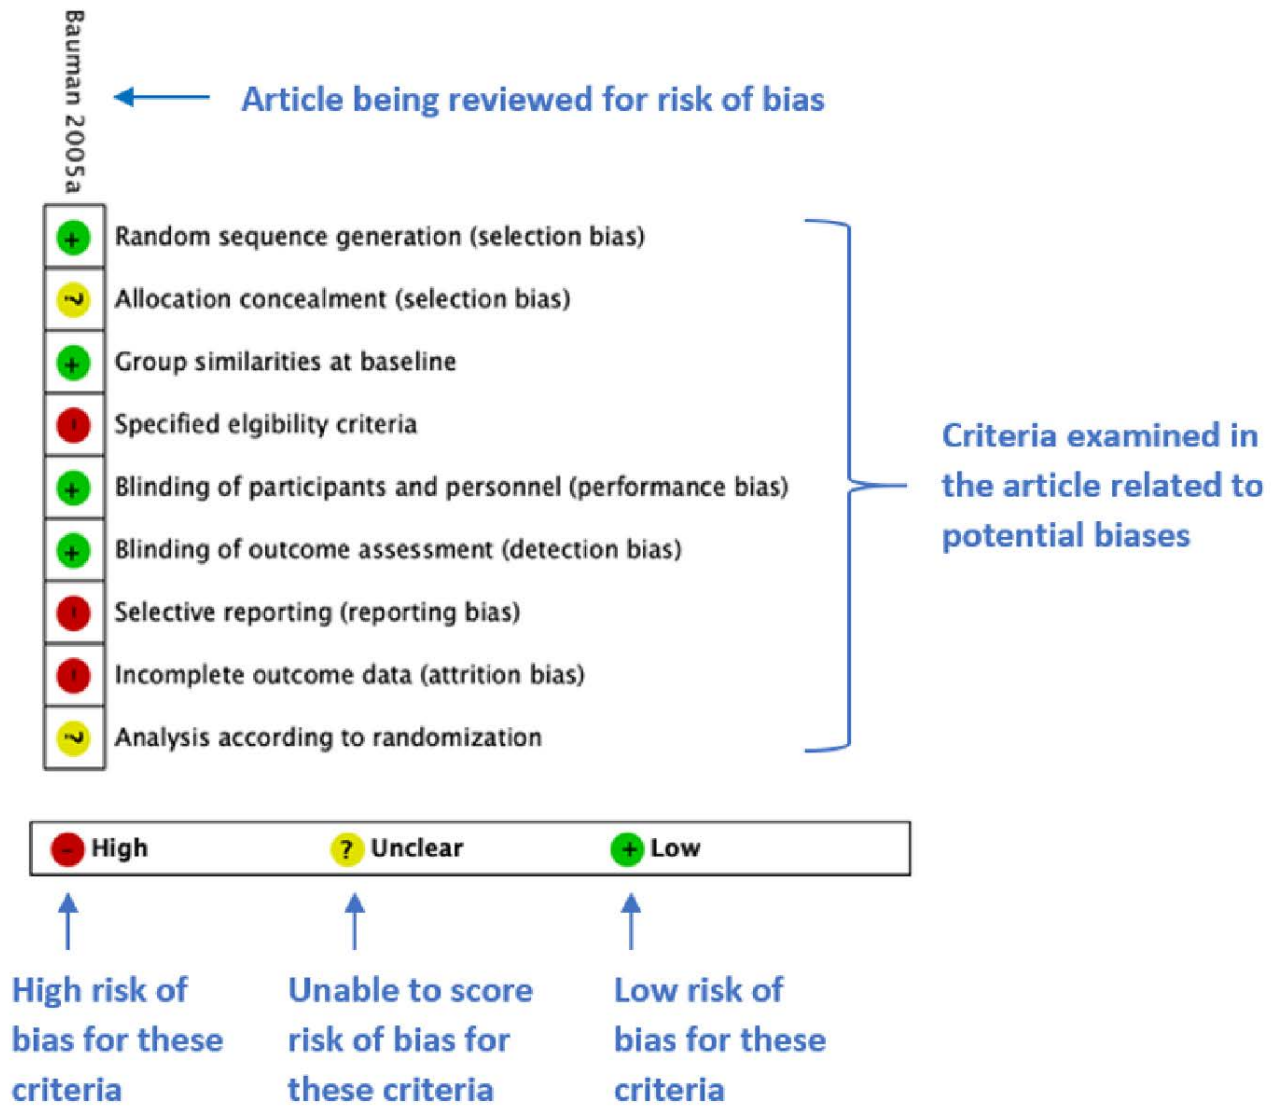 Bauman 2005a
Article being reviewed for risk of bias
+ Random sequence generation (selection bias)
? Allocation concealment (selection bias)
+ Group similarities at baseline
- Specified elgibility criteria
+ Blinding of participants and personnel (performance bias)
+ Blinding of outcome assessment (detection bias)
- Selective reporting (reporting bias)
- Incomplete outcome data (attrition bias)
? Analysis according to randomization
Criteria examined in
the article related to
potential biases
- High ? Unclear + Low
High risk of
bias for these
criteria
Unable to score
risk of bias for
these criteria
Low risk of
bias for these
criteria